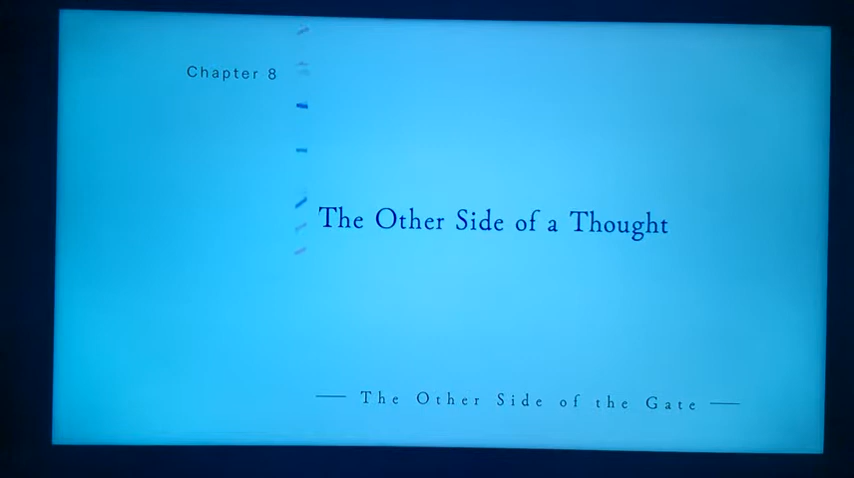 Chapter 8
The Other Side of a Thought
The Other Side of the Gate